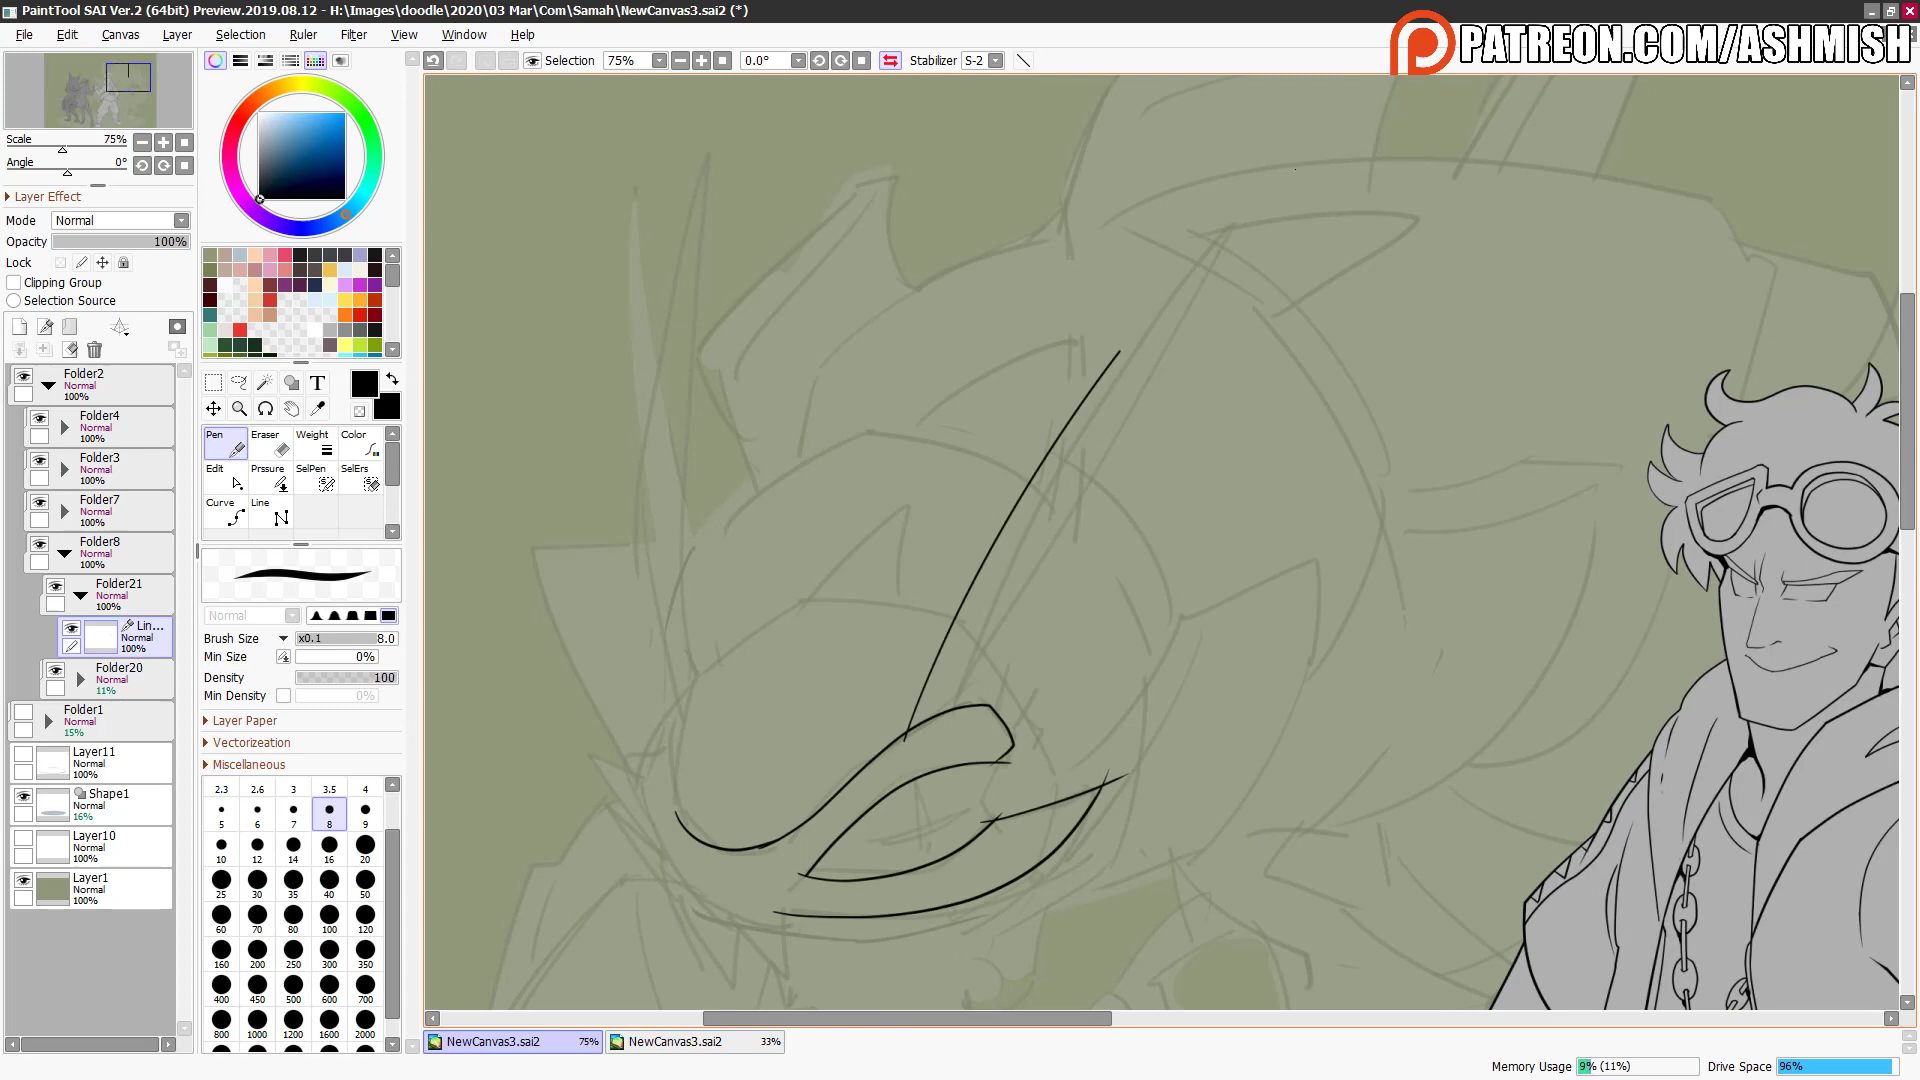 PaintTool SAI Ver.2 (64bit) Preview.2019.08.12 - H:\Images\doodle\2020\03 Mar\Com\Samah\NewCanvas3.sai2 (*)
PATREON.COM/ASHMISH
File Edit Canvas Layer Selection Ruler Filter View Window Help
Selection 75% 0.0° Stabilizer S-2
Scale 75%
Angle 0°
Layer Effect
Mode Normal
Opacity 100%
Lock
Clipping Group
Selection Source
Folder2
Normal
100%
Folder4
Normal
100%
Folder3
Normal
100%
Folder7
Normal
100%
Folder8
Normal
100%
Folder21
Normal
100%
Lin...
Normal
100%
Folder20
Normal
11%
Folder1
Normal
15%
Layer11
Normal
100%
Shape1
Normal
16%
Layer10
Normal
100%
Layer1
Normal
100%
T
Pen Eraser Weight Color
Edit Prssure SelPen SelErs
Curve Line
Normal
Brush Size x0.1 8.0
Min Size 0%
Density 100
Min Density 0%
Layer Paper
Vectorizeation
Miscellaneous
2.3 2.6 3 3.5 4
5 6 7 8 9
10 12 14 16 20
25 30 35 40 50
60 70 80 100 120
160 200 250 300 350
400 450 500 600 700
800 1000 1200 1600 2000
NewCanvas3.sai2 75% NewCanvas3.sai2 33%
Memory Usage 9% (11%) Drive Space 96%